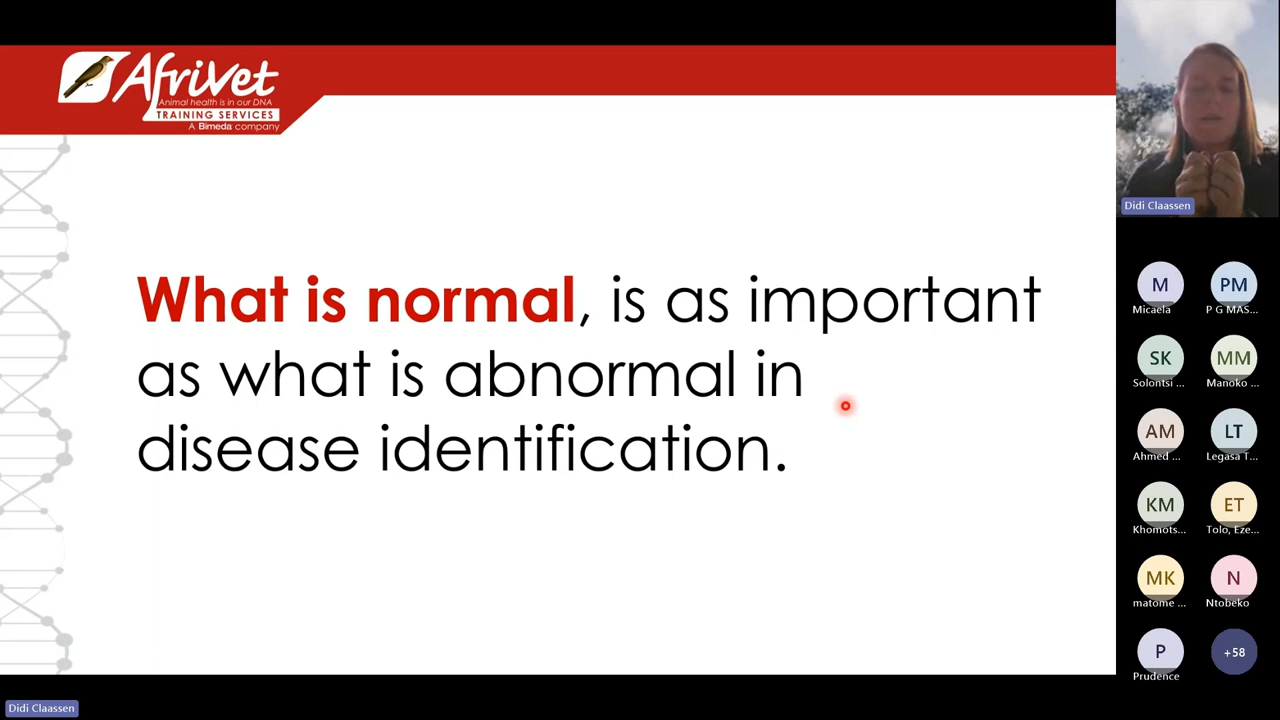 AfriVet
Animal health is in our DNA
TRAINING SERVICES
A Bimeda company
What is normal, is as important
as what is abnormal in
disease identification.
Didi Claassen
M
PM
Micaela
P G MAS...
SK
MM
Solontsi ...
Manoko ...
AM
LT
Ahmed ...
Legasa T...
KM
ET
Khomots...
Tolo, Eze...
MK
N
matome ...
Ntobeko
P
+58
Prudence
Didi Claassen